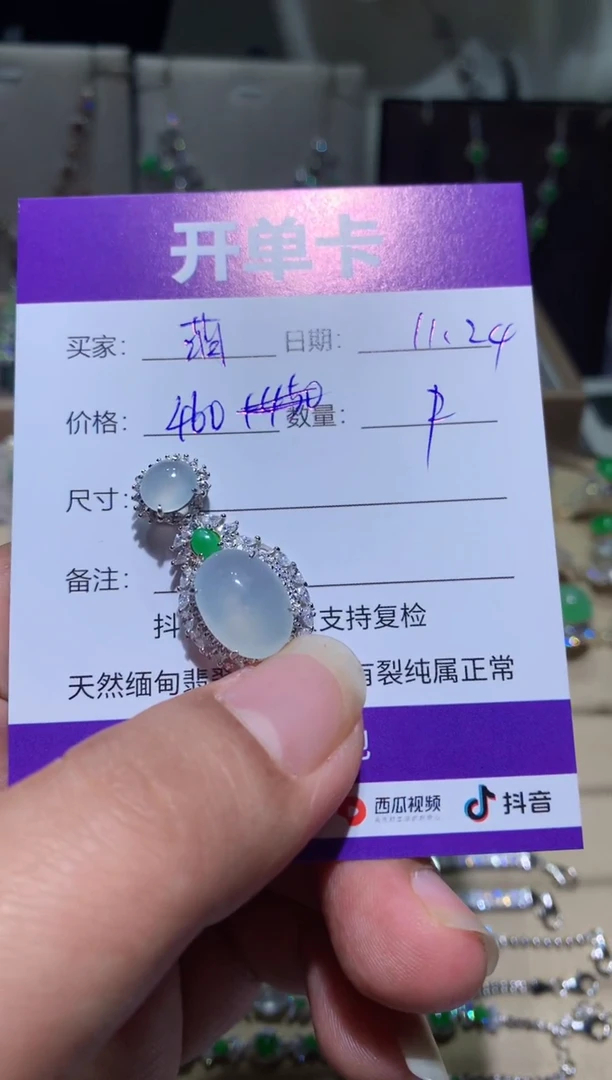 开单卡
买家： 日期： 11.24
价格： 460 数量：
尺寸：
备注：
抖 支持复检
天然缅甸翡 有裂纯属正常
西瓜视频 抖音